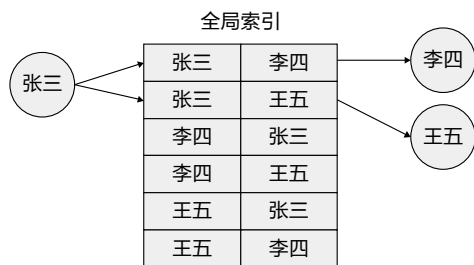 全局索引
张三
张三 李四
张三 王五
李四 张三
李四 王五
王五 张三
王五 李四
李四
王五